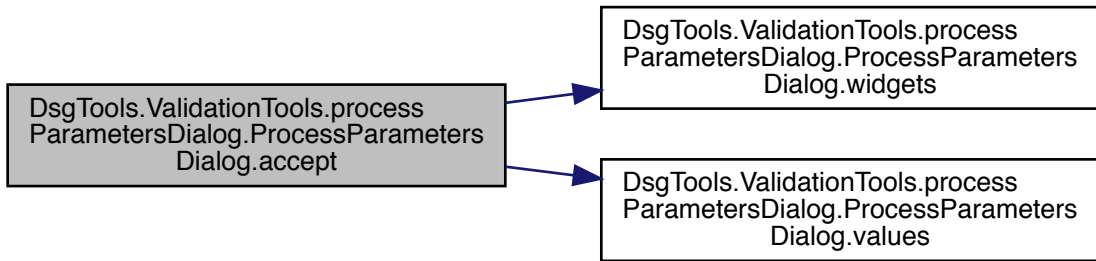 DsgTools.ValidationTools.process
ParametersDialog.ProcessParameters
Dialog.accept
DsgTools.ValidationTools.process
ParametersDialog.ProcessParameters
Dialog.widgets
DsgTools.ValidationTools.process
ParametersDialog.ProcessParameters
Dialog.values